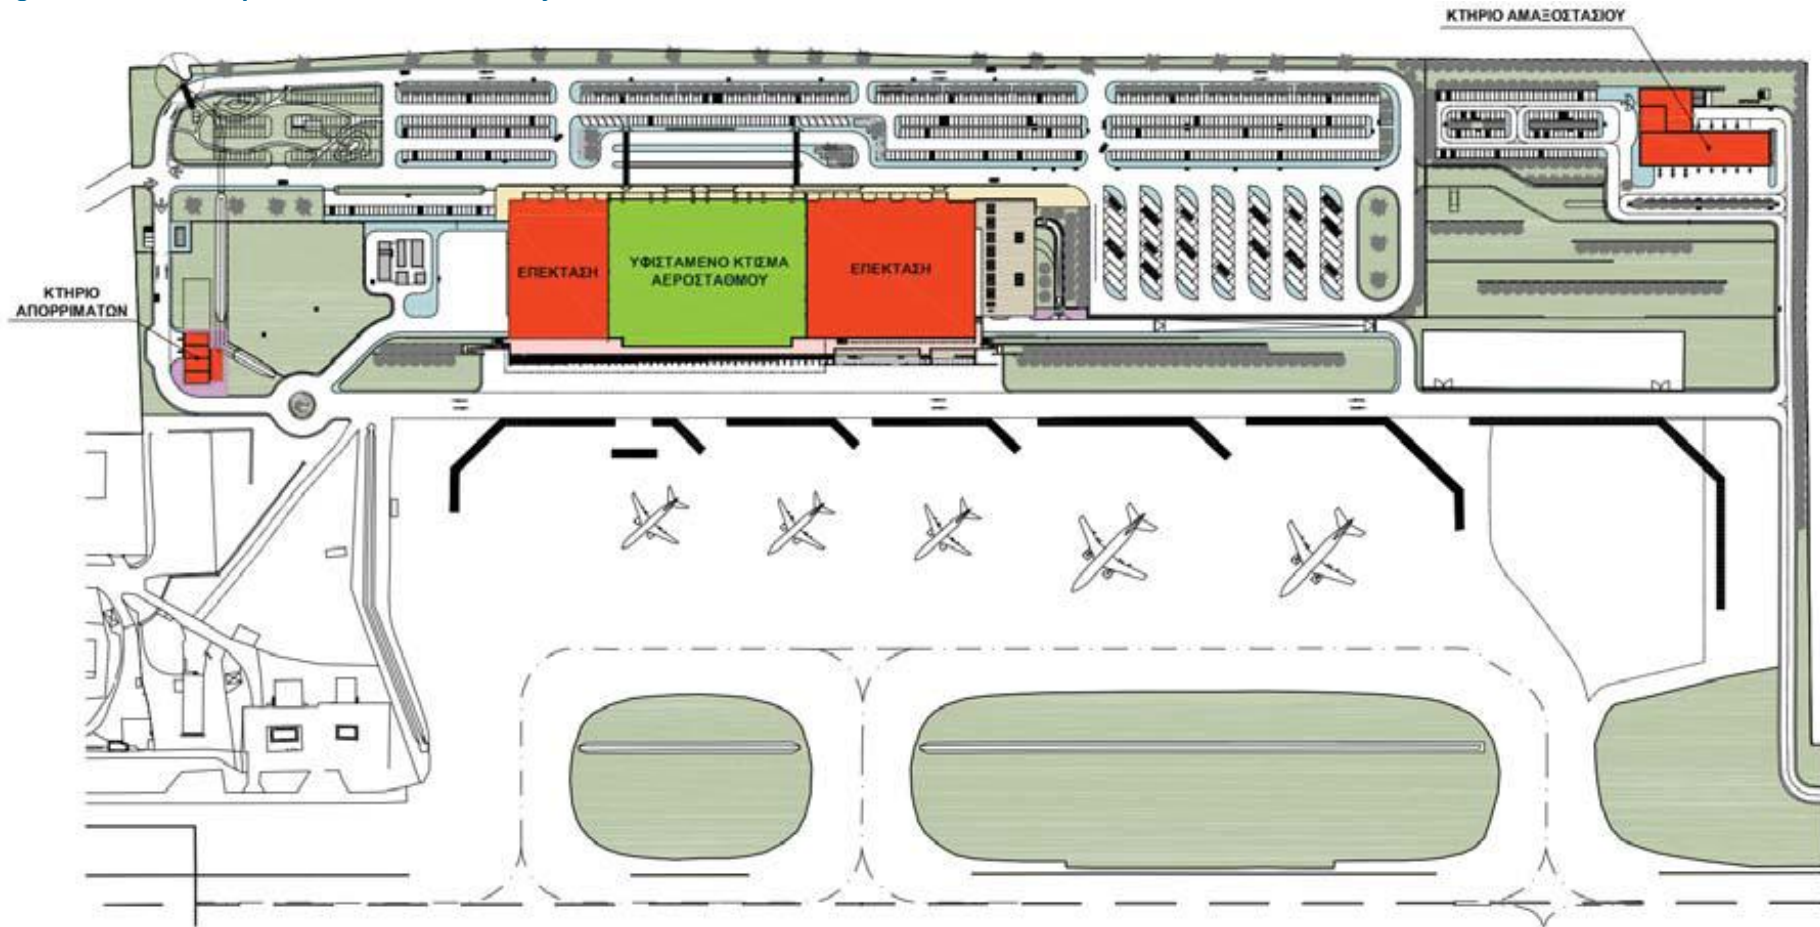 ΚΤΗΡΙΟ ΑΜΑΞΟΣΤΑΣΙΟΥ
ΕΠΕΚΤΑΣΗ
ΥΦΙΣΤΑΜΕΝΟ ΚΤΙΣΜΑ
ΑΕΡΟΣΤΑΘΜΟΥ
ΕΠΕΚΤΑΣΗ
ΚΤΗΡΙΟ
ΑΠΟΡΡΙΜΑΤΩΝ